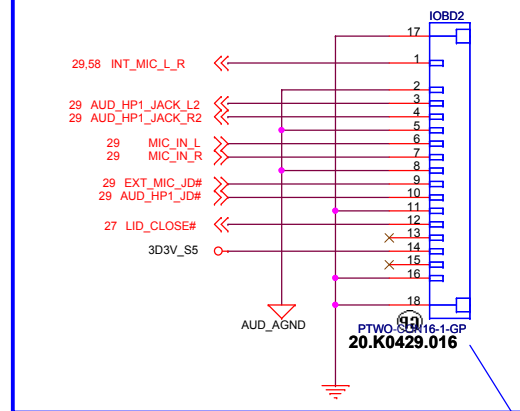 IOBD2
17
29,58 INT_MIC_L_R
1
2
29 AUD_HP1_JACK_L2
3
29 AUD_HP1_JACK_R2
4
5
29 MIC_IN_L
6
29 MIC_IN_R
7
8
29 EXT_MIC_JD#
9
29 AUD_HP1_JD#
10
11
27 LID_CLOSE#
12
13
3D3V_S5
14
15
16
18
AUD_AGND
GP
PTWO-CON16-1-GP
20.K0429.016